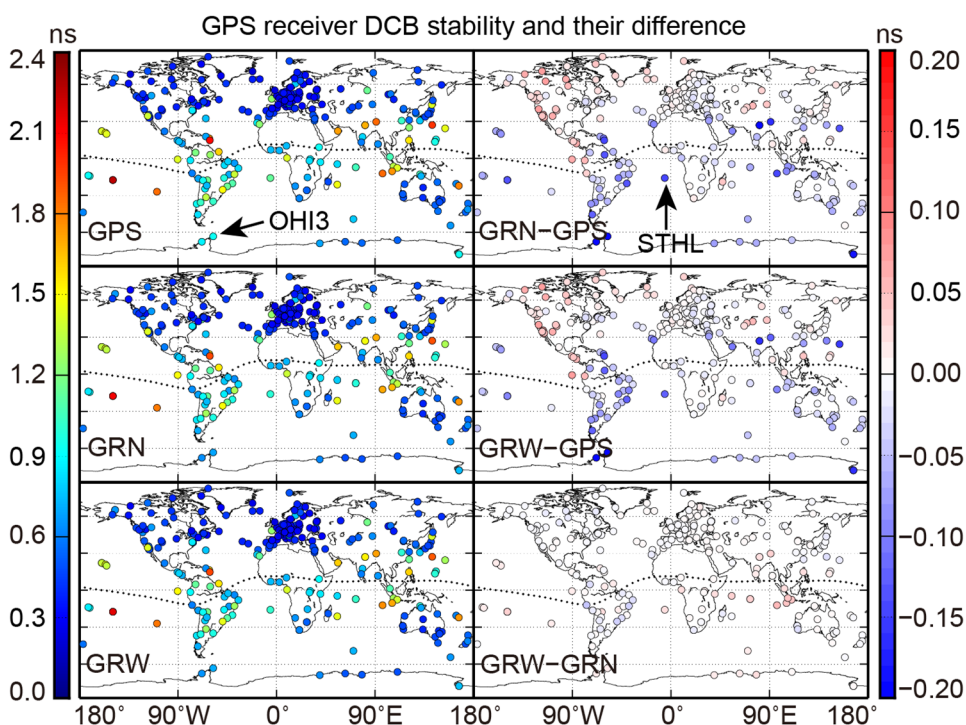 GPS receiver DCB stability and their difference
ns
ns
2.4
2.1
1.8
1.5
1.2
0.9
0.6
0.3
0.0
GPS
OHI3
GRN−GPS
STHL
GRN
GRW−GPS
GRW
GRW−GRN
0.20
0.15
0.10
0.05
0.00
−0.05
−0.10
−0.15
−0.20
180° 90°W 0° 90°E 180° 90°W 0° 90°E 180°